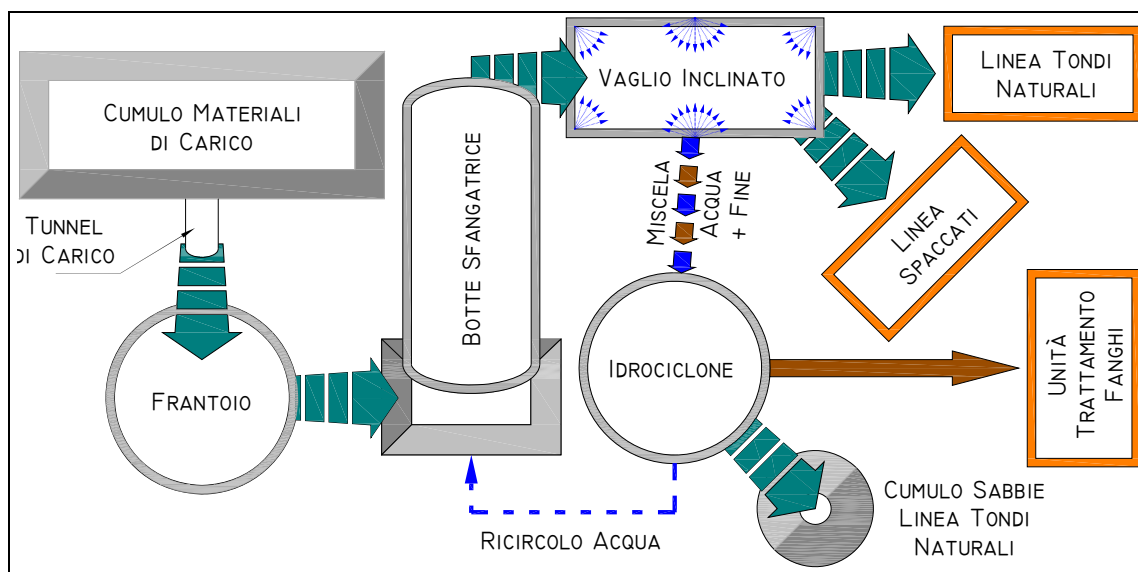 CUMULO MATERIALI
DI CARICO
TUNNEL
DI CARICO
FRANTOIO
BOTTE SFANGATRICE
VAGLIO INCLINATO
MISCELA
ACQUA
+ FINE
LINEA TONDI
NATURALI
LINEA
SPACCATI
IDROCICLONE
UNITÀ
TRATTAMENTO
FANGHI
CUMULO SABBIE
LINEA TONDI
NATURALI
RICIRCOLO ACQUA